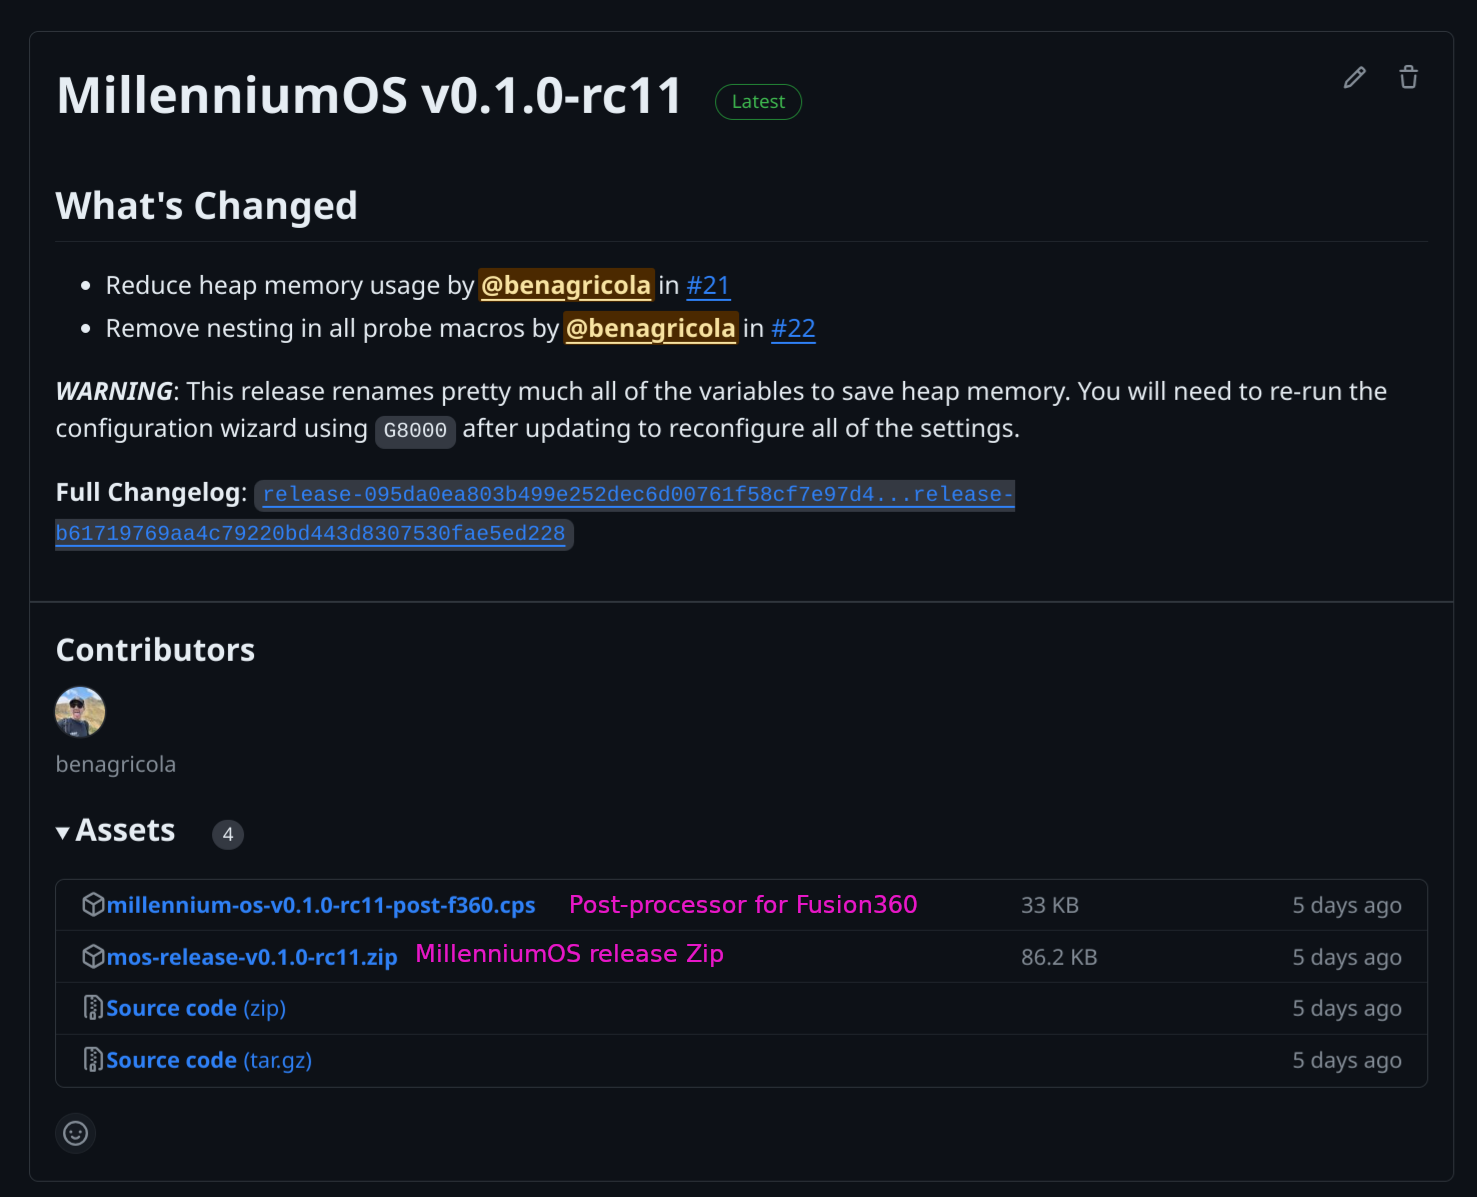 MillenniumOS v0.1.0-rc11 Latest
What's Changed
Reduce heap memory usage by @benagricola in #21
Remove nesting in all probe macros by @benagricola in #22
WARNING: This release renames pretty much all of the variables to save heap memory. You will need to re-run the
configuration wizard using G8000 after updating to reconfigure all of the settings.
Full Changelog: release-095da0ea803b499e252dec6d00761f58cf7e97d4...release-
b61719769aa4c79220bd443d8307530fae5ed228
Contributors
benagricola
Assets 4
millennium-os-v0.1.0-rc11-post-f360.cps Post-processor for Fusion360 33 KB 5 days ago
mos-release-v0.1.0-rc11.zip MillenniumOS release Zip 86.2 KB 5 days ago
Source code (zip) 5 days ago
Source code (tar.gz) 5 days ago